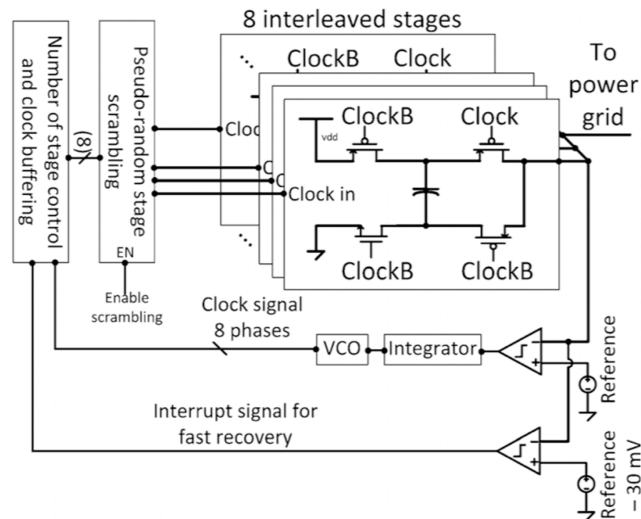 8 interleaved stages
To
power
grid
Number of stage control
and clock buffering
(8)
Pseudo-random stage
scrambling
EN
Enable
scrambling
ClockB
Clock
Cloc
C
C
Clock in
vdd
ClockB
Clock
ClockB
ClockB
Clock signal
8 phases
VCO
Integrator
Reference
Interrupt signal for
fast recovery
Reference
– 30 mV